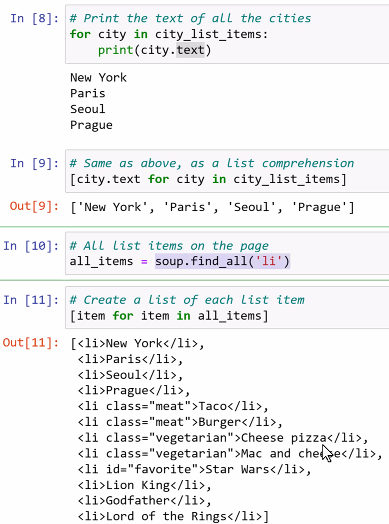 In [8]: # Print the text of all the cities
for city in city_list_items:
    print(city.text)
New York
Paris
Seoul
Prague
In [9]: # Same as above, as a list comprehension
[city.text for city in city_list_items]
Out[9]: ['New York', 'Paris', 'Seoul', 'Prague']
In [10]: # All list items on the page
all_items = soup.find_all('li')
In [11]: # Create a list of each list item
[item for item in all_items]
Out[11]: [<li>New York</li>,
<li>Paris</li>,
<li>Seoul</li>,
<li>Prague</li>,
<li class="meat">Taco</li>,
<li class="meat">Burger</li>,
<li class="vegetarian">Cheese pizza</li>,
<li class="vegetarian">Mac and cheese</li>,
<li id="favorite">Star Wars</li>,
<li>Lion King</li>,
<li>Godfather</li>,
<li>Lord of the Rings</li>]